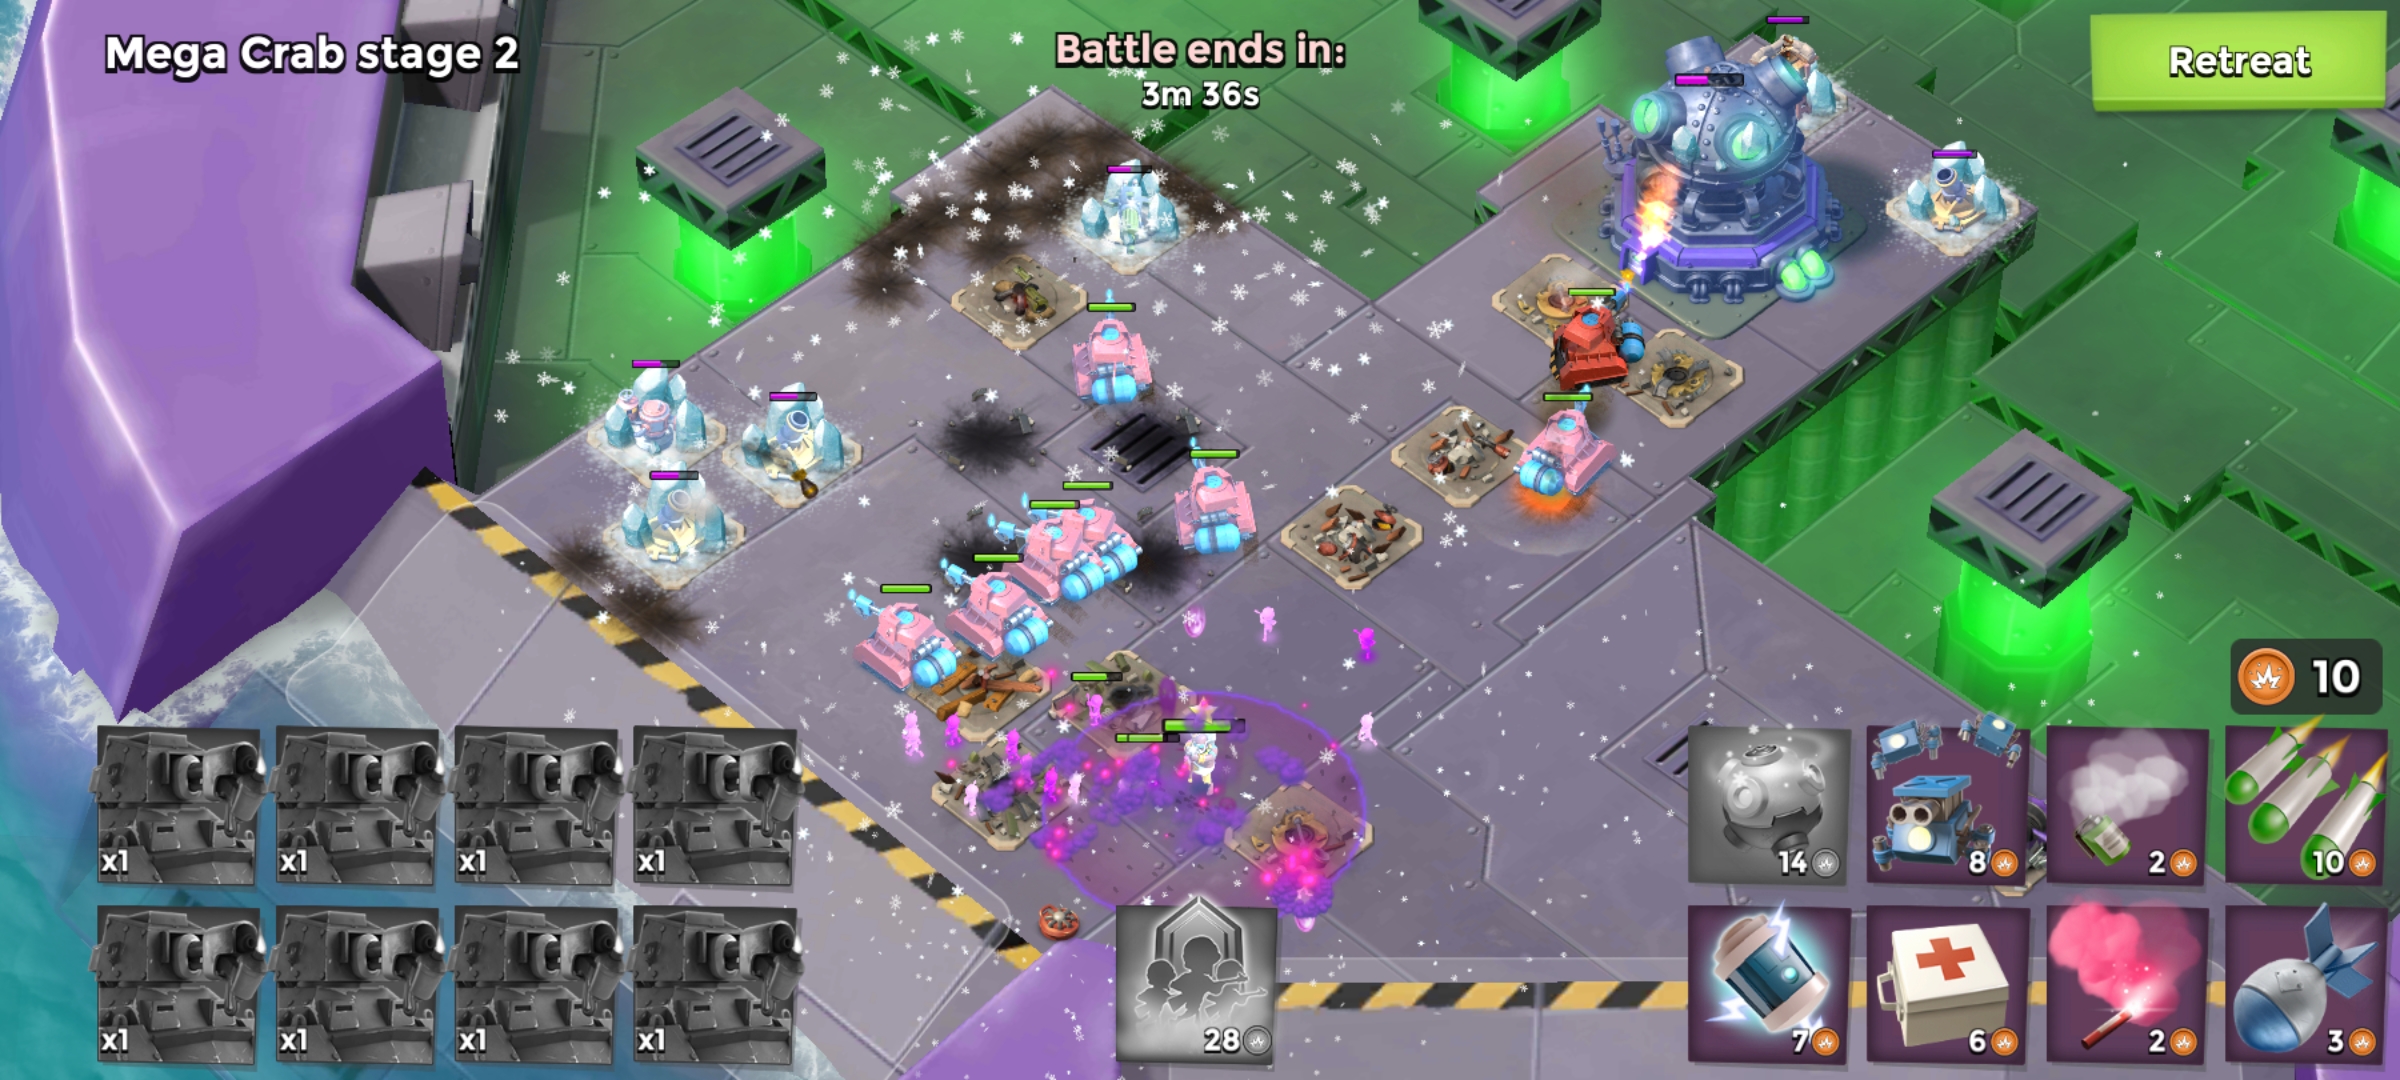 Mega Crab stage 2
Battle ends in:
3m 36s
Retreat
10
x1
x1
x1
x1
14
8
2
10
x1
x1
x1
x1
28
7
6
2
3